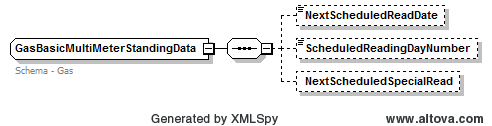 NextScheduledReadDate
GasBasicMultiMeterStandingData
ScheduledReadingDayNumber
Schema - Gas
NextScheduledSpecialRead
Generated by XMLSpy
www.altova.com